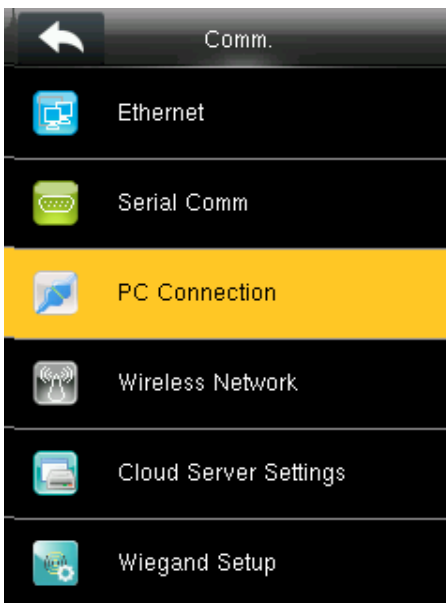 Comm.
Ethernet
Serial Comm
PC Connection
Wireless Network
Cloud Server Settings
Wiegand Setup